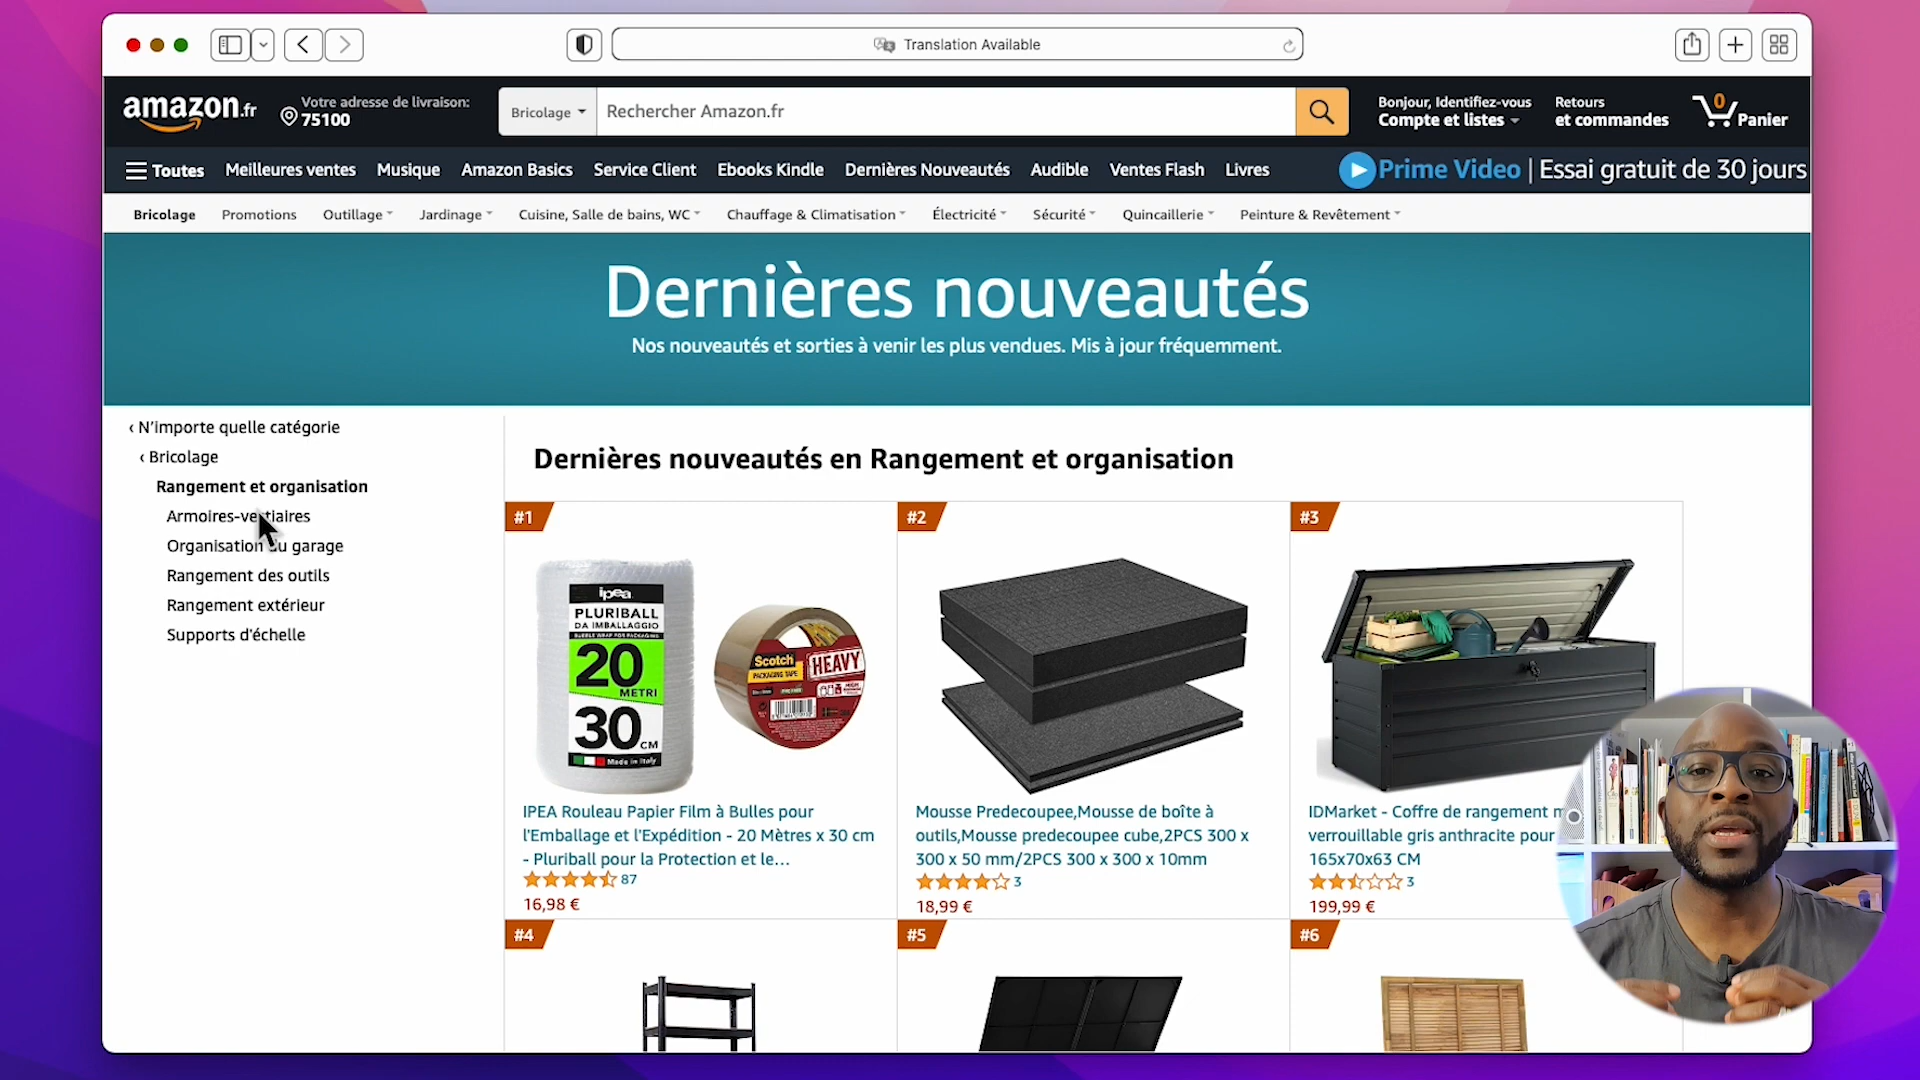 Translation Available
amazon.fr
Votre adresse de livraison:
75100
Bricolage
Rechercher Amazon.fr
Bonjour, Identifiez-vous
Compte et listes
Retours
et commandes
0
Panier
Toutes
Meilleures ventes
Musique
Amazon Basics
Service Client
Ebooks Kindle
Dernières Nouveautés
Audible
Ventes Flash
Livres
Prime Video | Essai gratuit de 30 jours
Bricolage
Promotions
Outillage
Jardinage
Cuisine, Salle de bains, WC
Chauffage & Climatisation
Électricité
Sécurité
Quincaillerie
Peinture & Revêtement
Dernières nouveautés
Nos nouveautés et sorties à venir les plus vendues. Mis à jour fréquemment.
‹ N'importe quelle catégorie
‹ Bricolage
Rangement et organisation
Armoires-vestiaires
Organisation du garage
Rangement des outils
Rangement extérieur
Supports d'échelle
Dernières nouveautés en Rangement et organisation
#1
ipea
PLURIBALL
DA IMBALLAGGIO
BUBBLE WRAP FOR PACKAGING
20
METRI
30
CM
Made in Italy
Scotch
PACKAGING TAPE
HEAVY
IPEA Rouleau Papier Film à Bulles pour
l'Emballage et l'Expédition - 20 Mètres x 30 cm
- Pluriball pour la Protection et le...
87
16,98 €
#2
Mousse Predecoupee,Mousse de boîte à
outils,Mousse predecoupee cube,2PCS 300 x
300 x 50 mm/2PCS 300 x 300 x 10mm
3
18,99 €
#3
IDMarket - Coffre de rangement
verrouillable gris anthracite pour
165x70x63 CM
3
199,99 €
#4
#5
#6